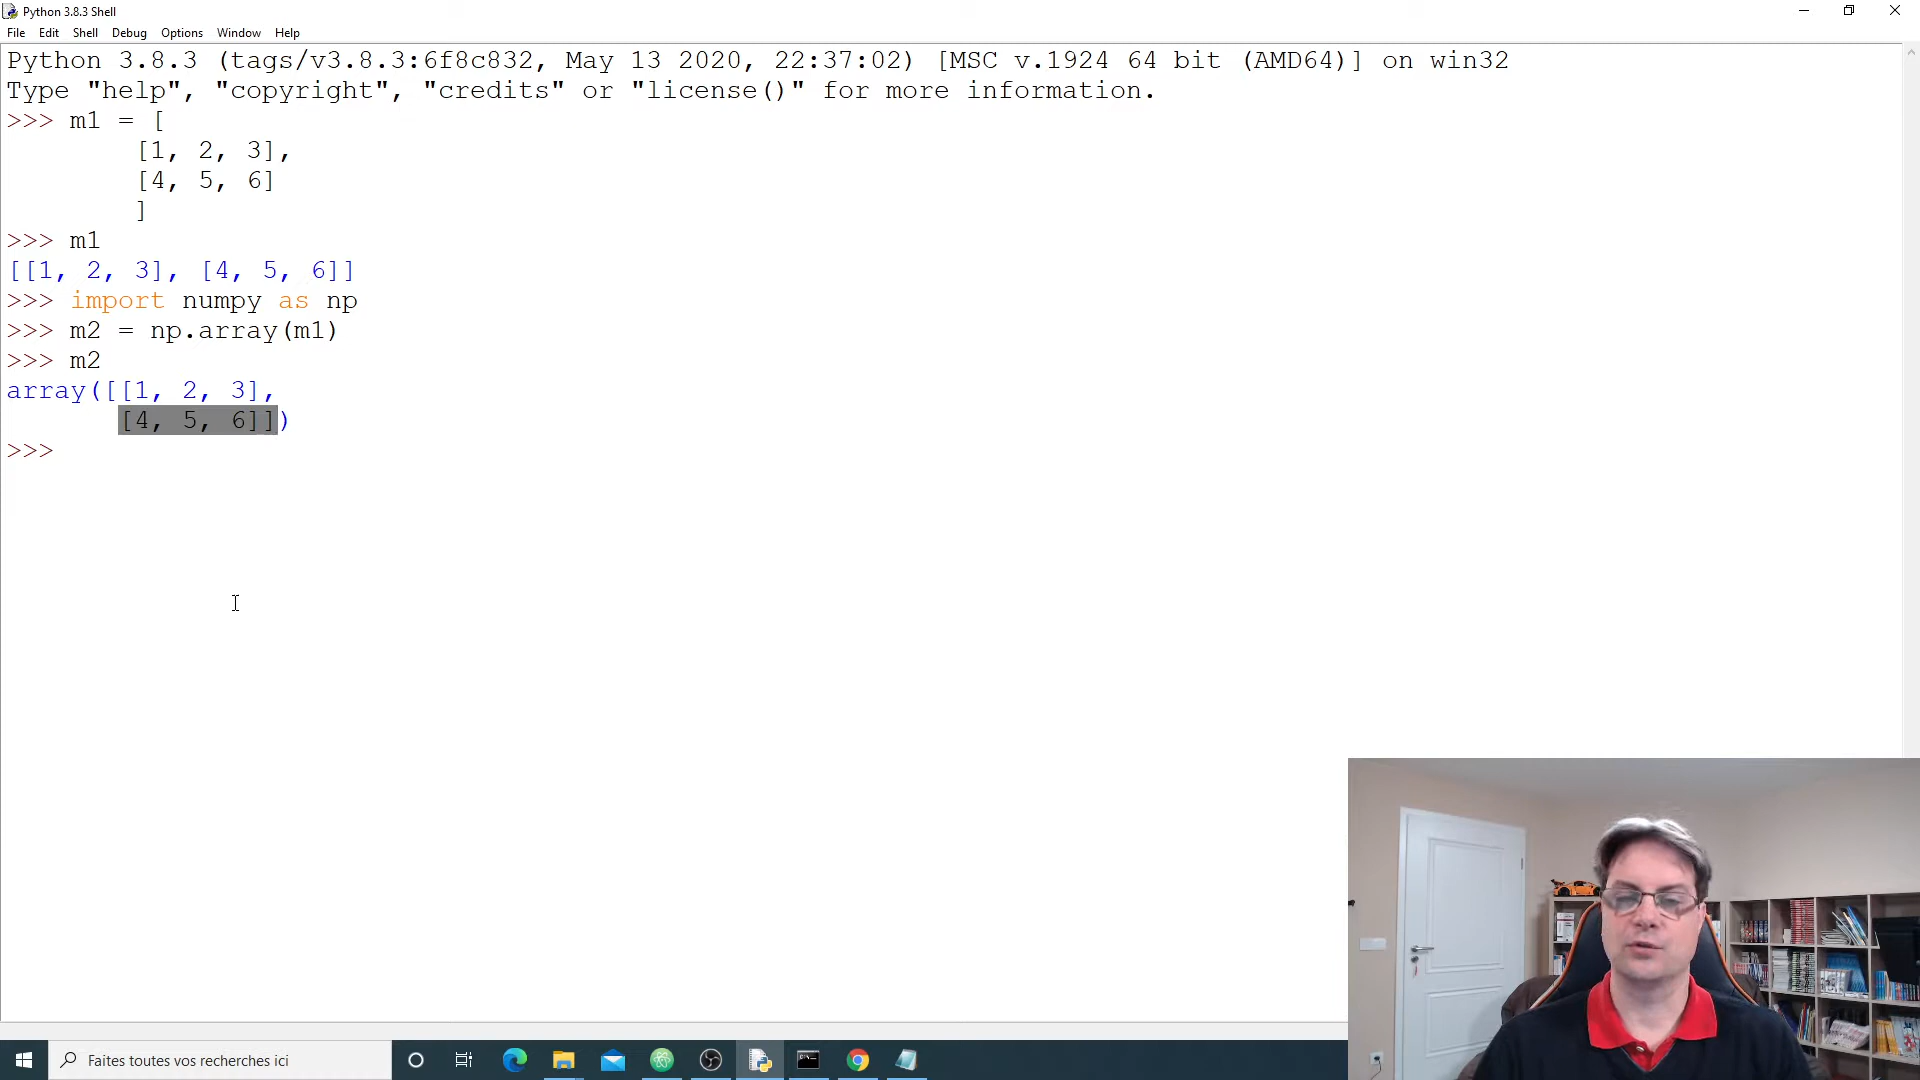 Python 3.8.3 Shell
File Edit Shell Debug Options Window Help
Python 3.8.3 (tags/v3.8.3:6f8c832, May 13 2020, 22:37:02) [MSC v.1924 64 bit (AMD64)] on win32
Type "help", "copyright", "credits" or "license()" for more information.
>>> m1 = [
[1, 2, 3],
[4, 5, 6]
]
>>> m1
[[1, 2, 3], [4, 5, 6]]
>>> import numpy as np
>>> m2 = np.array(m1)
>>> m2
array([[1, 2, 3],
[4, 5, 6]])
>>>
Faites toutes vos recherches ici